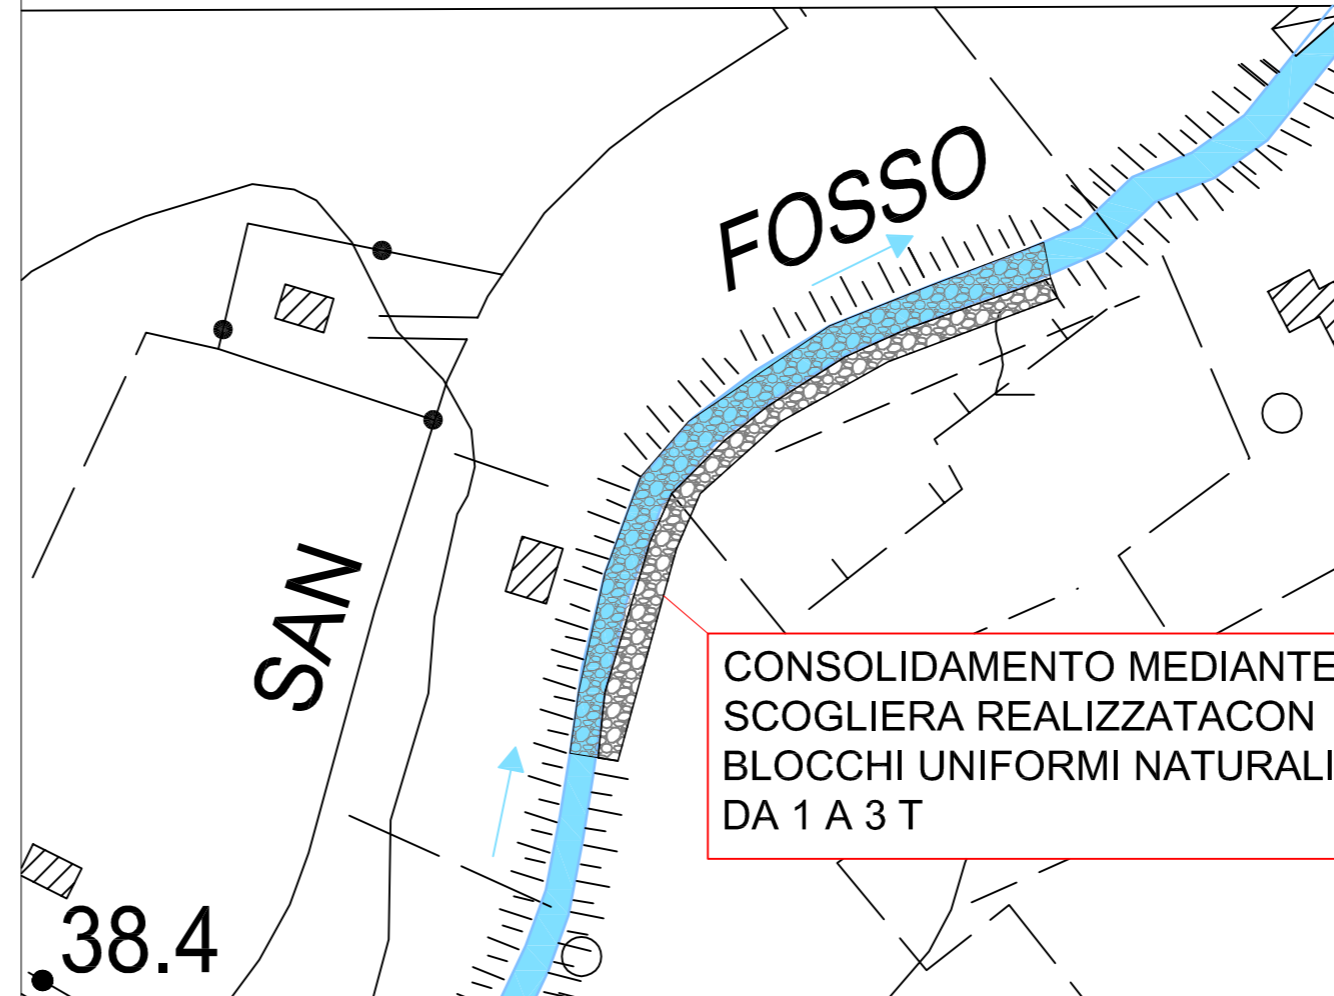 FOSSO
SAN
CONSOLIDAMENTO MEDIANTE
SCOGLIERA REALIZZATACON
BLOCCHI UNIFORMI NATURALI
DA 1 A 3 T
38.4